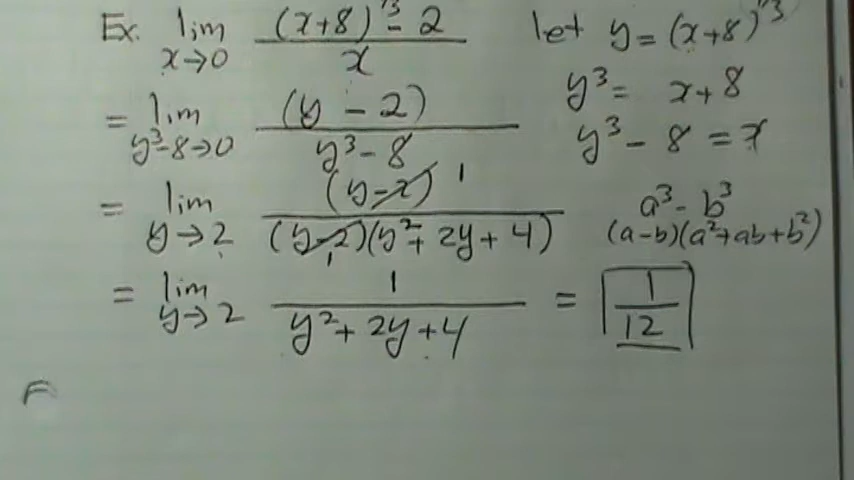 Ex. lim x→0 (x+8)^1/3 - 2 / x let y = (x+8)^1/3
y³ = x+8
= lim y³-8→0 (y - 2) / y³ - 8 y³ - 8 = x
= lim y→2 (y-2) 1 / (y-2)(y²+2y+4) 1 a³ - b³
(a-b)(a²+ab+b²)
= lim y→2 1 / y²+2y+4 = 1/12
F